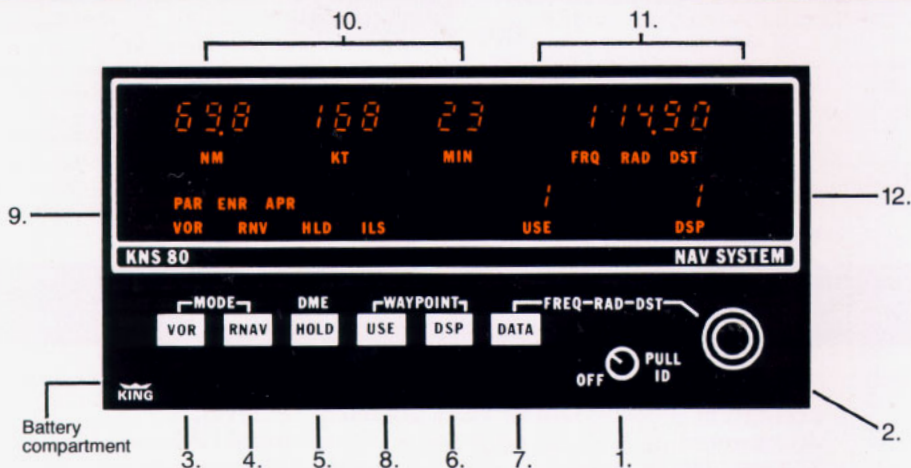 10. 11.
69.8 168 23 114.90
NM KT MIN FRQ RAD DST
PAR ENR APR
1 1
VOR RNV HLD ILS USE DSP
9. 12.
KNS 80 NAV SYSTEM
MODE DME WAYPOINT FREQ-RAD-DST
VOR RNAV HOLD USE DSP DATA
OFF PULL ID
KING
Battery compartment
3. 4. 5. 8. 6. 7. 1. 2.